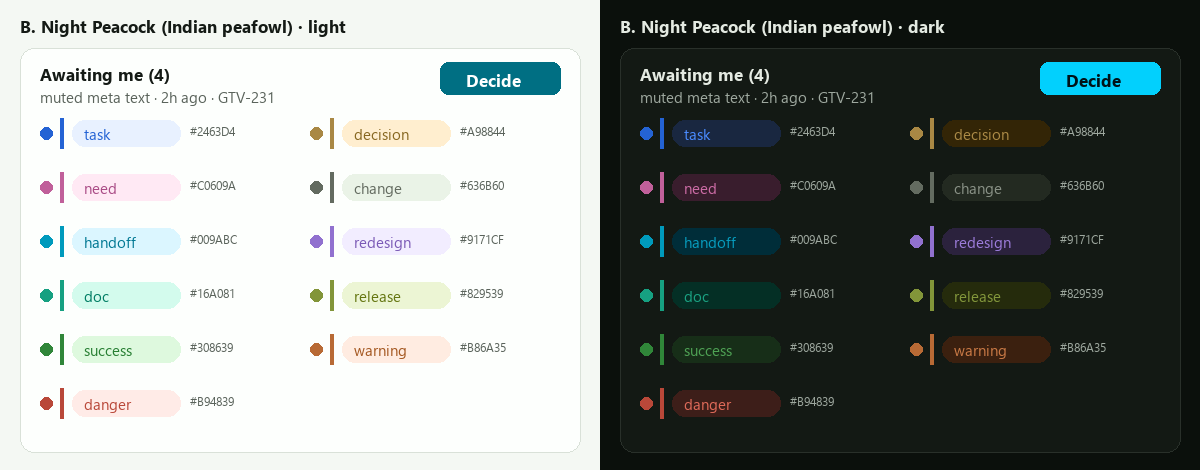 B. Night Peacock (Indian peafowl) · light
Awaiting me (4)
Decide
muted meta text · 2h ago · GTV-231
task #2463D4 decision #A98844
need #C0609A change #636B60
handoff #009ABC redesign #9171CF
doc #16A081 release #829539
success #308639 warning #B86A35
danger #B94839
B. Night Peacock (Indian peafowl) · dark
Awaiting me (4)
Decide
muted meta text · 2h ago · GTV-231
task #2463D4 decision #A98844
need #C0609A change #636B60
handoff #009ABC redesign #9171CF
doc #16A081 release #829539
success #308639 warning #B86A35
danger #B94839